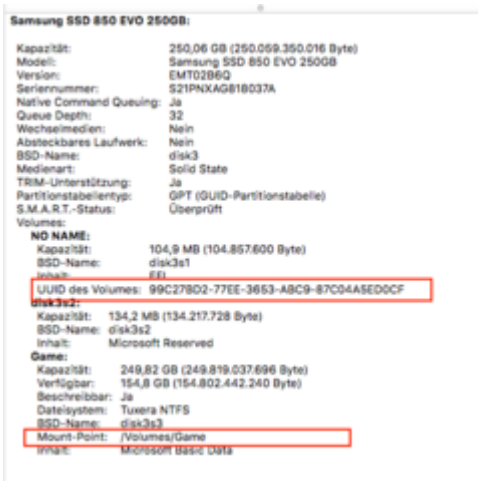 Samsung SSD 850 EVO 250GB:
Kapazität: 250,06 GB (250.059.350.016 Byte)
Modell: Samsung SSD 850 EVO 250GB
Version: EMT02B6Q
Seriennummer: S21PNXAG818037A
Native Command Queuing: Ja
Queue Depth: 32
Wechselmedien: Nein
Absteckbares Laufwerk: Nein
BSD-Name: disk3
Medienart: Solid State
TRIM-Unterstützung: Ja
Partitionstabellentyp: GPT (GUID-Partitionstabelle)
S.M.A.R.T.-Status: Überprüft
Volumes:
NO NAME:
Kapazität: 104,9 MB (104.857.600 Byte)
BSD-Name: disk3s1
Inhalt: EFI
UUID des Volumes: 99C27BD2-77EE-3653-ABC9-87C04A5ED0CF
disk3s2:
Kapazität: 134,2 MB (134.217.728 Byte)
BSD-Name: disk3s2
Inhalt: Microsoft Reserved
Game:
Kapazität: 249,82 GB (249.819.037.696 Byte)
Verfügbar: 154,8 GB (154.802.442.240 Byte)
Beschreibbar: Ja
Dateisystem: Tuxera NTFS
BSD-Name: disk3s3
Mount-Point: /Volumes/Game
Inhalt: Microsoft Basic Data